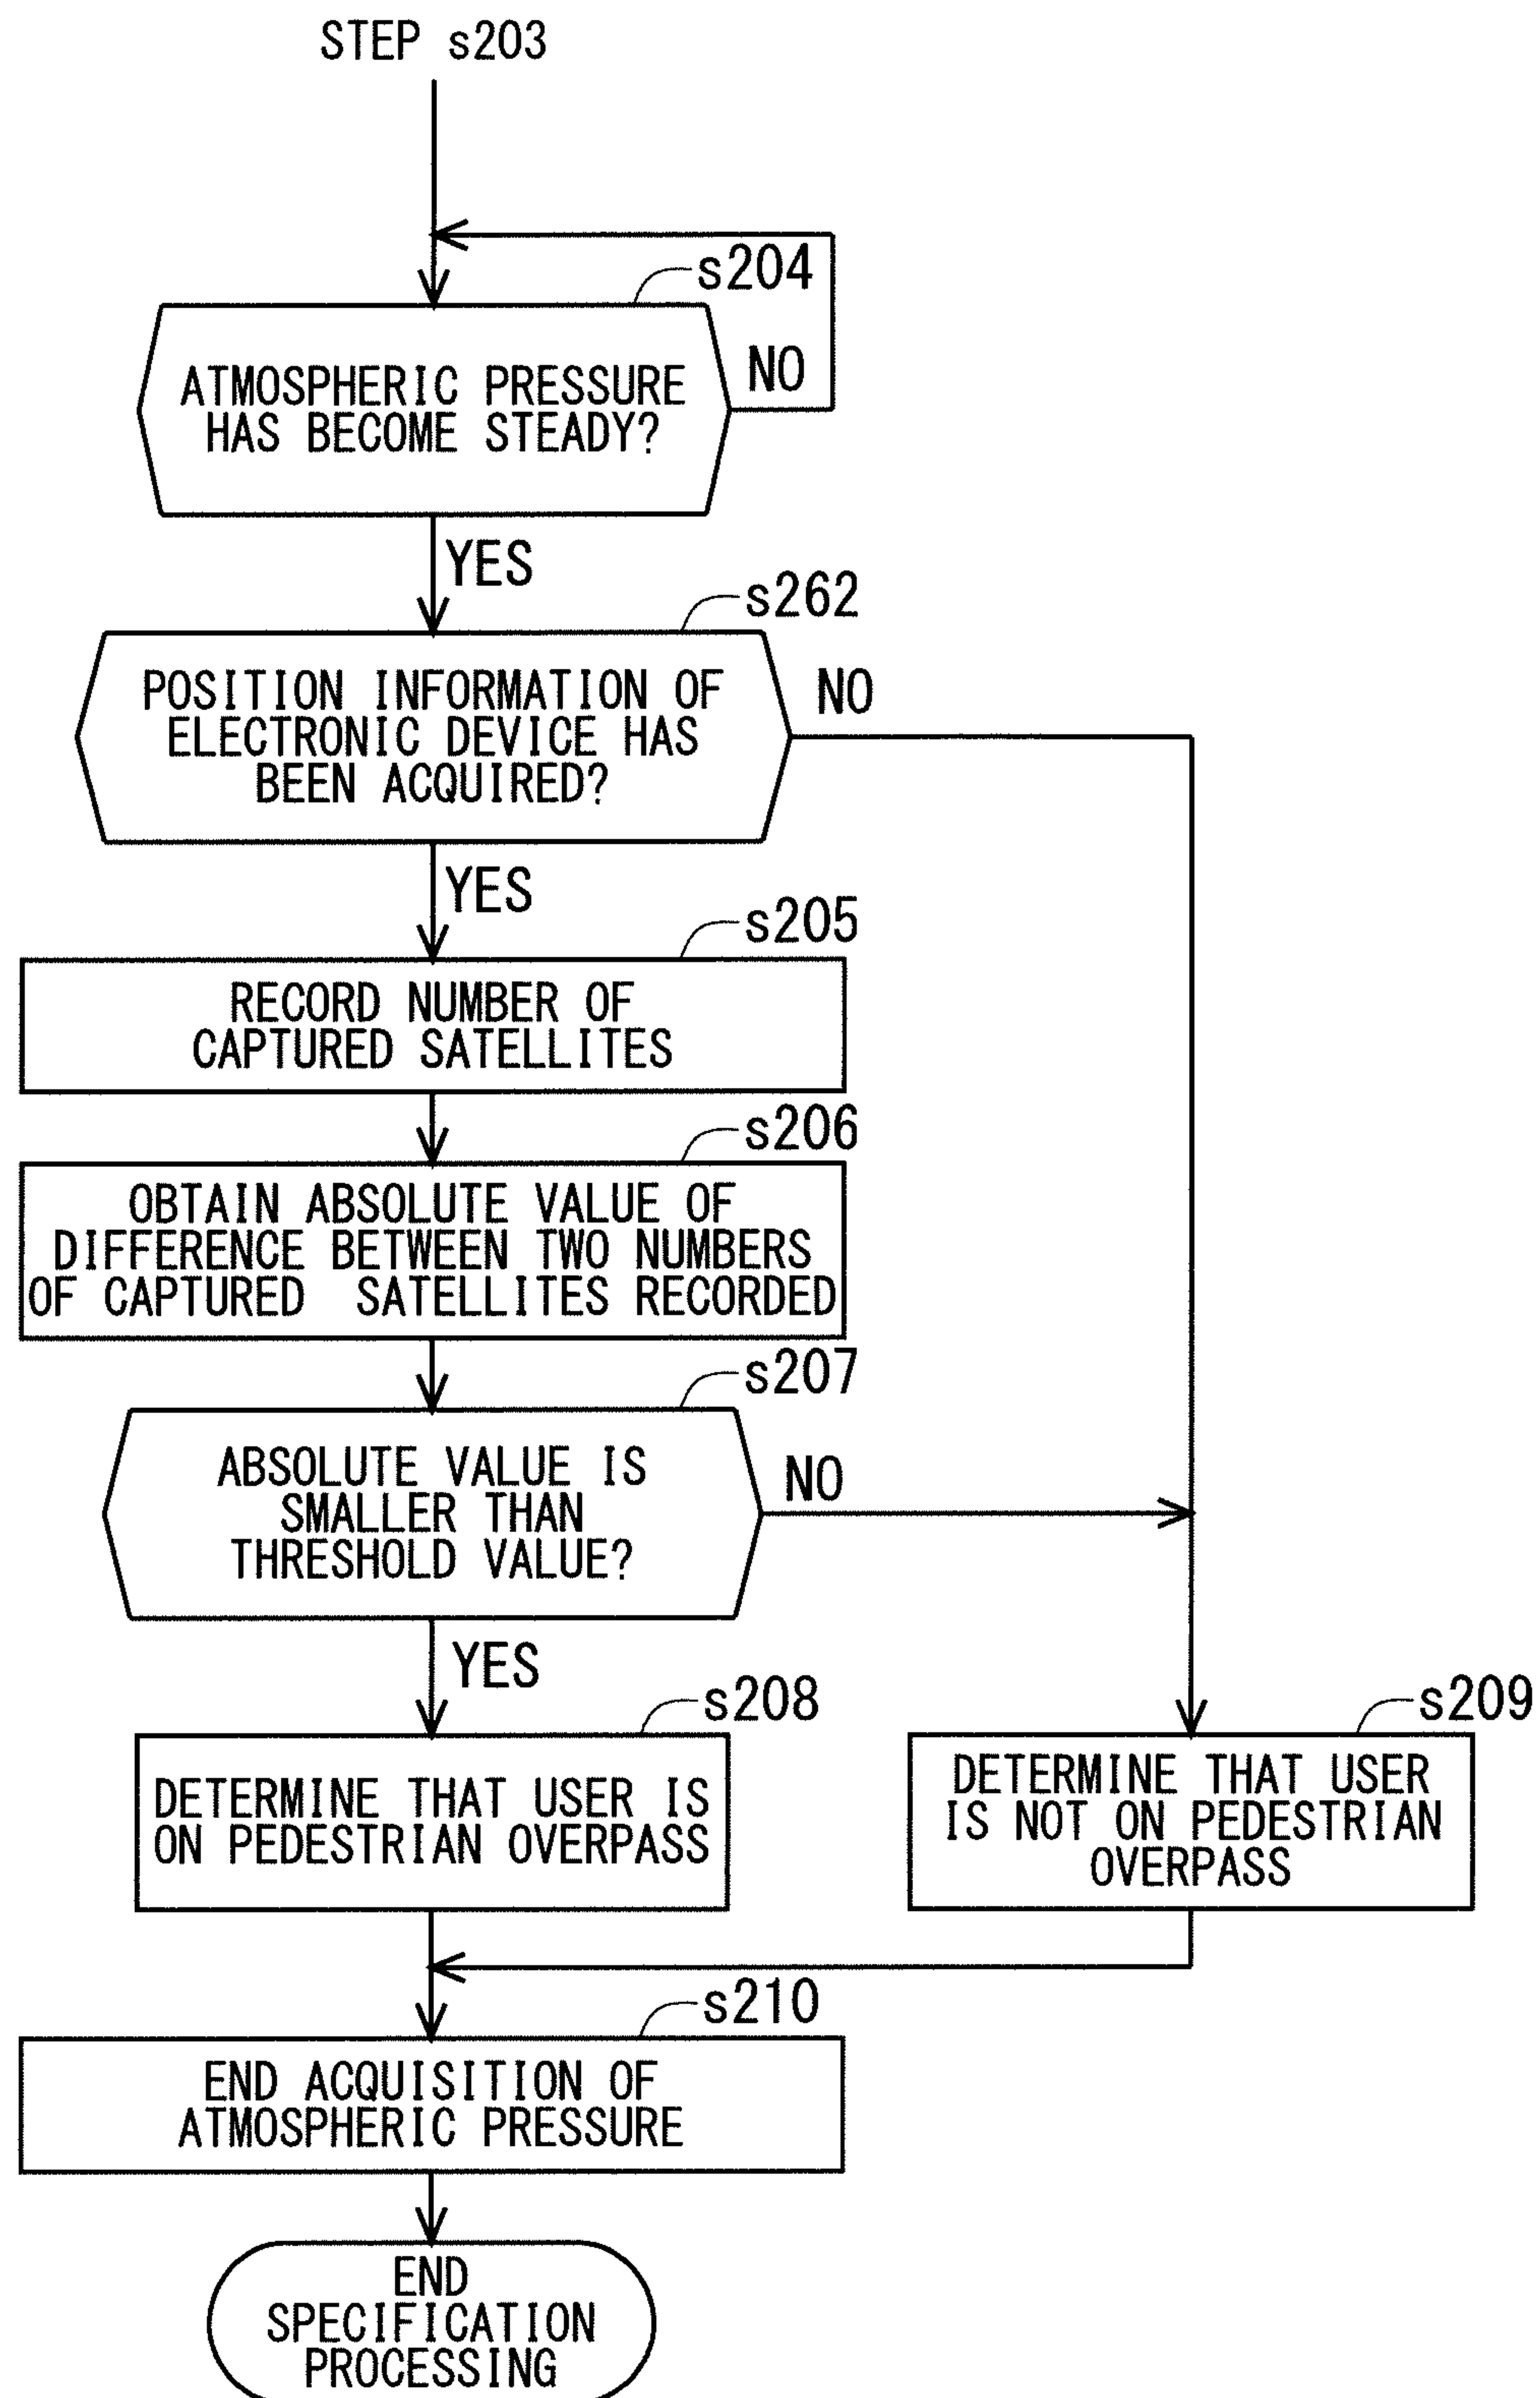 STEP s203
s204
ATMOSPHERIC PRESSURE
HAS BECOME STEADY?
NO
YES
s262
POSITION INFORMATION OF
ELECTRONIC DEVICE HAS
BEEN ACQUIRED?
NO
YES
s205
RECORD NUMBER OF
CAPTURED SATELLITES
s206
OBTAIN ABSOLUTE VALUE OF
DIFFERENCE BETWEEN TWO NUMBERS
OF CAPTURED SATELLITES RECORDED
s207
ABSOLUTE VALUE IS
SMALLER THAN
THRESHOLD VALUE?
NO
YES
s208
DETERMINE THAT USER IS
ON PEDESTRIAN OVERPASS
s209
DETERMINE THAT USER
IS NOT ON PEDESTRIAN
OVERPASS
s210
END ACQUISITION OF
ATMOSPHERIC PRESSURE
END
SPECIFICATION
PROCESSING